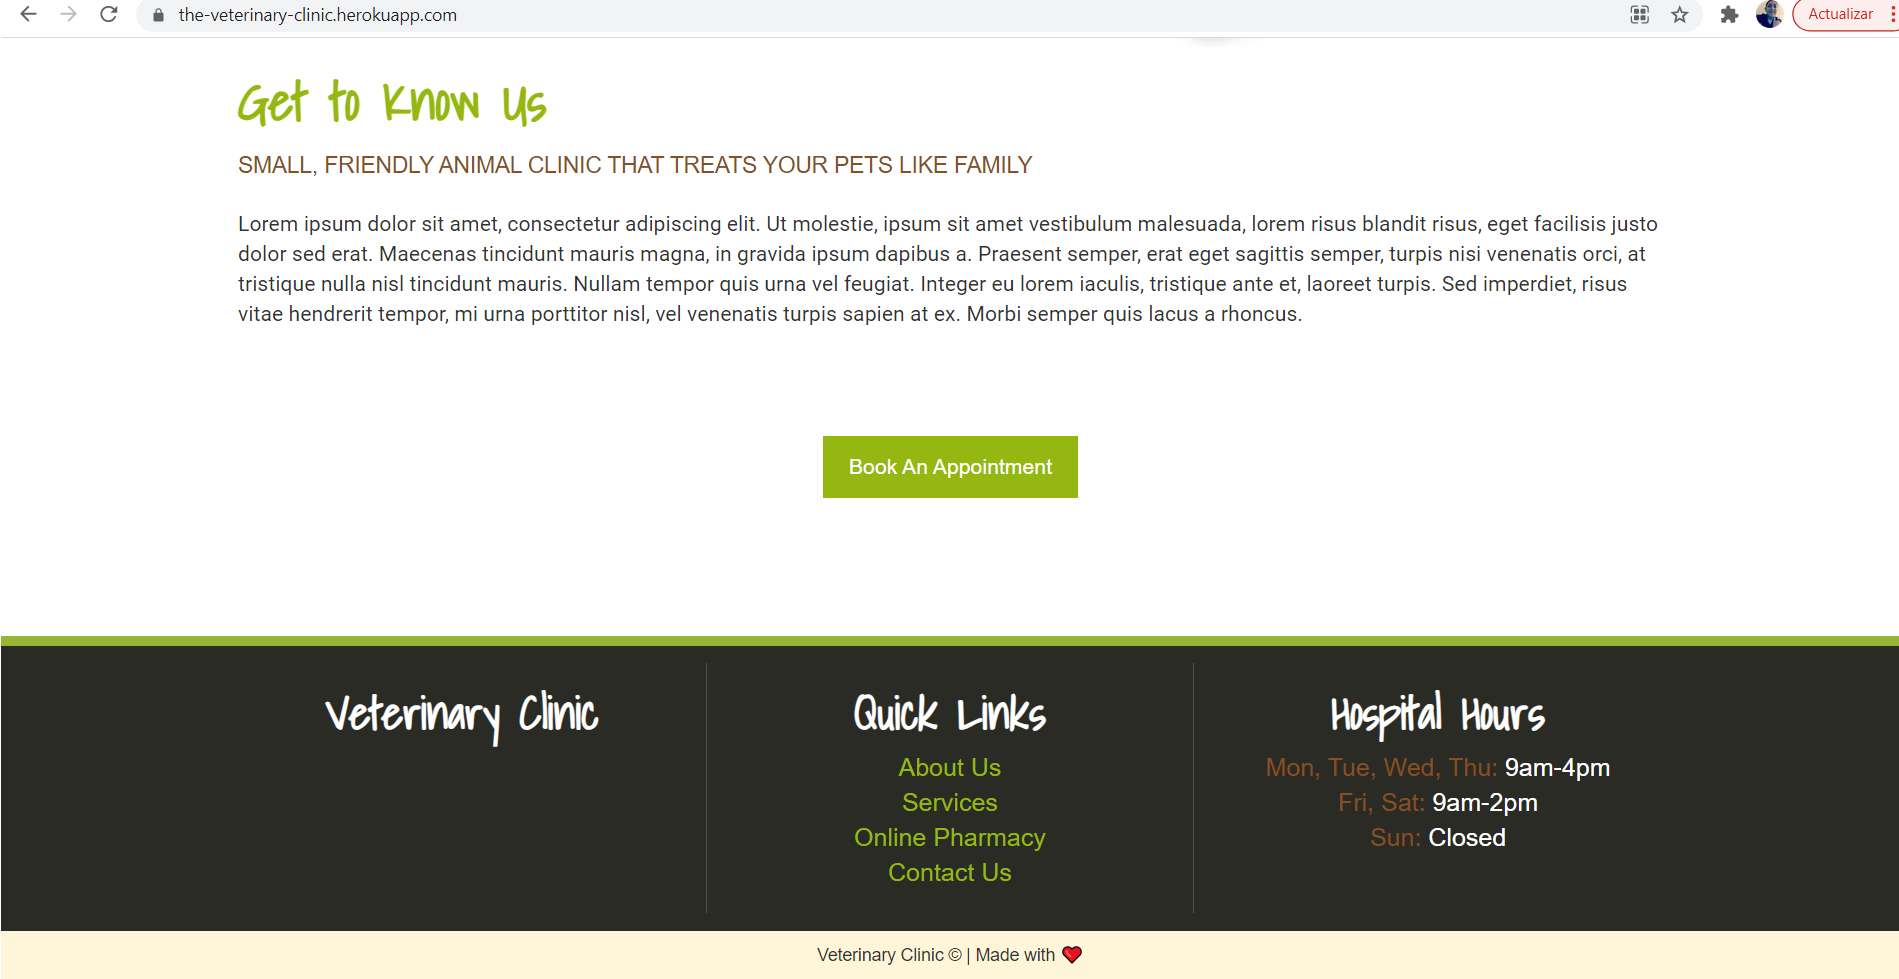 the-veterinary-clinic.herokuapp.com
Actualizar
Get to Know Us
SMALL, FRIENDLY ANIMAL CLINIC THAT TREATS YOUR PETS LIKE FAMILY
Lorem ipsum dolor sit amet, consectetur adipiscing elit. Ut molestie, ipsum sit amet vestibulum malesuada, lorem risus blandit risus, eget facilisis justo
dolor sed erat. Maecenas tincidunt mauris magna, in gravida ipsum dapibus a. Praesent semper, erat eget sagittis semper, turpis nisi venenatis orci, at
tristique nulla nisl tincidunt mauris. Nullam tempor quis urna vel feugiat. Integer eu lorem iaculis, tristique ante et, laoreet turpis. Sed imperdiet, risus
vitae hendrerit tempor, mi urna porttitor nisl, vel venenatis turpis sapien at ex. Morbi semper quis lacus a rhoncus.
Book An Appointment
Veterinary Clinic
Quick Links
About Us
Services
Online Pharmacy
Contact Us
Hospital Hours
Mon, Tue, Wed, Thu: 9am-4pm
Fri, Sat: 9am-2pm
Sun: Closed
Veterinary Clinic © | Made with ❤️